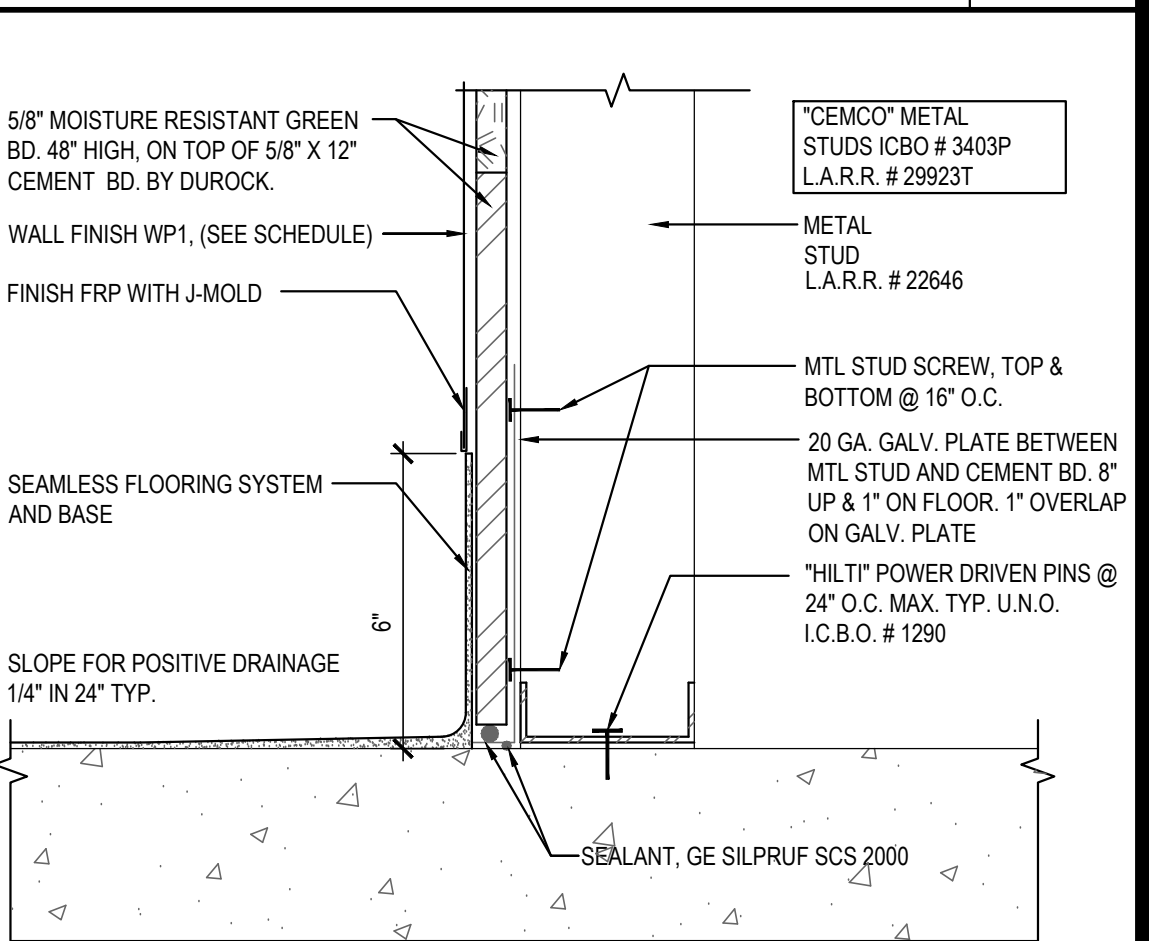 5/8" MOISTURE RESISTANT GREEN
BD. 48" HIGH, ON TOP OF 5/8" X 12"
CEMENT BD. BY DUROCK.
WALL FINISH WP1, (SEE SCHEDULE)
FINISH FRP WITH J-MOLD
SEAMLESS FLOORING SYSTEM
AND BASE
6"
SLOPE FOR POSITIVE DRAINAGE
1/4" IN 24" TYP.
"CEMCO" METAL
STUDS ICBO # 3403P
L.A.R.R. # 29923T
METAL
STUD
L.A.R.R. # 22646
MTL STUD SCREW, TOP &
BOTTOM @ 16" O.C.
20 GA. GALV. PLATE BETWEEN
MTL STUD AND CEMENT BD. 8"
UP & 1" ON FLOOR. 1" OVERLAP
ON GALV. PLATE
"HILTI" POWER DRIVEN PINS @
24" O.C. MAX. TYP. U.N.O.
I.C.B.O. # 1290
SEALANT, GE SILPRUF SCS 2000